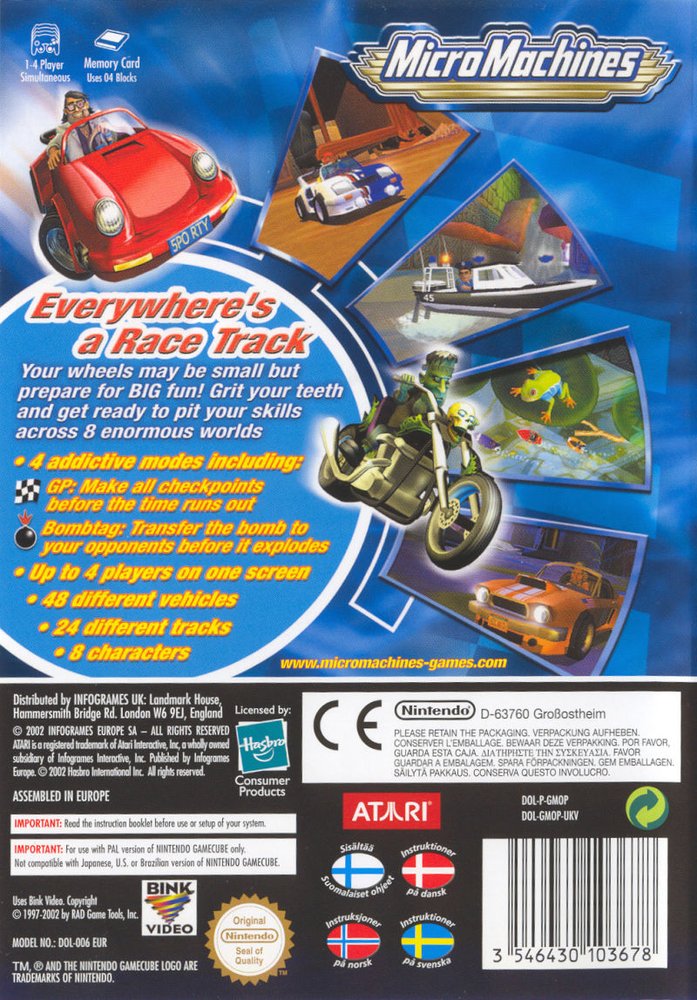 1-4 Player
Simultaneous
Memory Card
Uses 04 Blocks
MicroMachines
5PO RTY
45
Everywhere's
a Race Track
Your wheels may be small but
prepare for BIG fun! Grit your teeth
and get ready to pit your skills
across 8 enormous worlds
• 4 addictive modes including:
GP: Make all checkpoints
before the time runs out
Bombtag: Transfer the bomb to
your opponents before it explodes
• Up to 4 players on one screen
• 48 different vehicles
• 24 different tracks
• 8 characters
www.micromachines-games.com
Distributed by INFOGRAMES UK: Landmark House,
Hammersmith Bridge Rd. London W6 9EJ, England
© 2002 INFOGRAMES EUROPE SA – ALL RIGHTS RESERVED
ATARI is a registered trademark of Atari Interactive, Inc, a wholly owned
subsidiary of Infogrames Interactive, Inc. Published by Infogrames
Europe. © 2002 Hasbro International Inc. All rights reserved.
ASSEMBLED IN EUROPE
IMPORTANT: Read the instruction booklet before use or setup of your system.
IMPORTANT: For use with PAL version of NINTENDO GAMECUBE only.
Not compatible with Japanese, U.S. or Brazilian version of NINTENDO GAMECUBE.
Uses Bink Video. Copyright
© 1997-2002 by RAD Game Tools, Inc.
BINK
VIDEO
MODEL NO: DOL-006 EUR
TM, ® AND THE NINTENDO GAMECUBE LOGO ARE
TRADEMARKS OF NINTENDO.
Licensed by:
Hasbro
Consumer
Products
Original
Nintendo
Seal of
Quality
CE
Nintendo D-63760 Großostheim
PLEASE RETAIN THE PACKAGING. VERPACKUNG AUFHEBEN.
CONSERVER L'EMBALLAGE. BEWAAR DEZE VERPAKKING. POR FAVOR,
GUARDA ESTA CAJA. ΔΙΑΤΗΡΗΣΤΕ ΤΗΝ ΣΥΣΚΕΥΑΣΙΑ. FAVOR
GUARDAR A EMBALAGEM. SPARA FÖRPACKNINGEN. GEM EMBALLAGEN.
SÄILYTÄ PAKKAUS. CONSERVA QUESTO INVOLUCRO.
ATARI
DOL-P-GMOP
DOL-GMOP-UKV
Sisältää
Suomalaiset ohjeet
Instruktioner
på dansk
Instruksjoner
på norsk
Instruktioner
på svenska
3 546430 103678